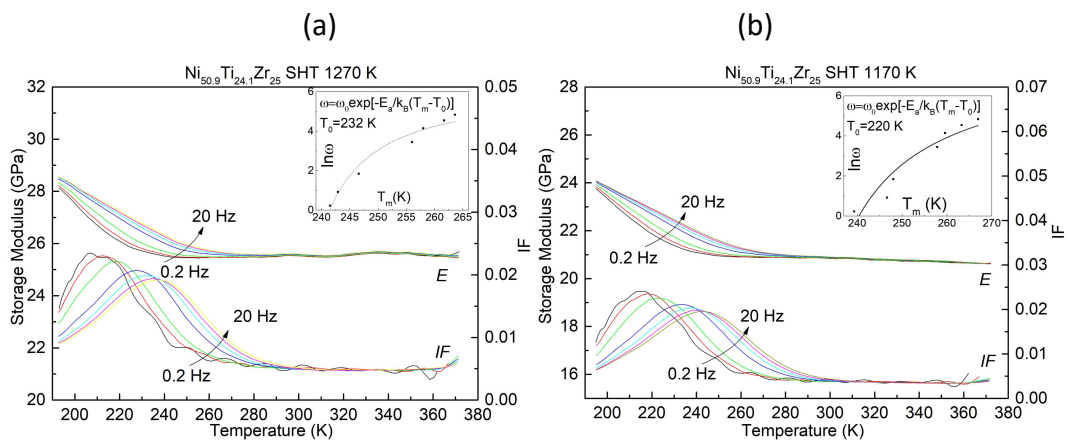 (a)
Ni50.9Ti24.1Zr25 SHT 1270 K
32
30
28
26
24
22
20
Storage Modulus (GPa)
0.05
0.04
0.03
0.02
0.01
0.00
IF
6
4
2
0
lnω
ω=ω0exp[-Ea/kB(Tm-T0)]
T0=232 K
Tm(K)
240 245 250 255 260 265
20 Hz
0.2 Hz
E
20 Hz
0.2 Hz
IF
200 220 240 260 280 300 320 340 360 380
Temperature (K)
(b)
Ni50.9Ti24.1Zr25 SHT 1170 K
28
26
24
22
20
18
16
Storage Modulus (GPa)
0.07
0.06
0.05
0.04
0.03
0.02
0.01
0.00
IF
6
4
2
0
lnω
ω=ω0exp[-Ea/kB(Tm-T0)]
T0=220 K
Tm(K)
240 250 260 270
20 Hz
0.2 Hz
E
20 Hz
0.2 Hz
IF
200 220 240 260 280 300 320 340 360 380
Temperature (K)